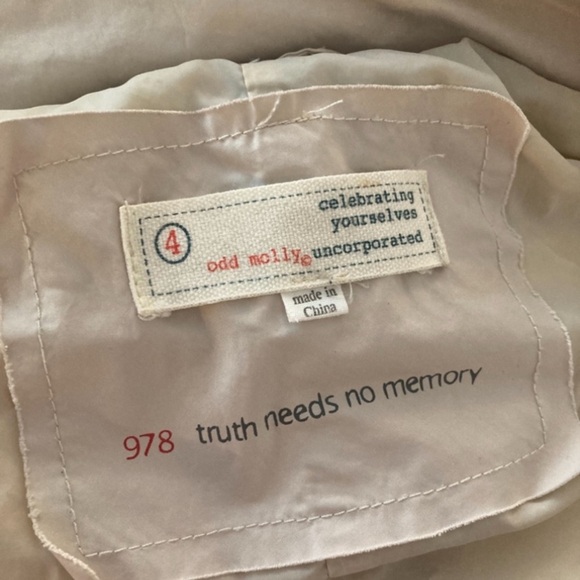 4
celebrating
yourselves
odd molly© uncorporated
made in
China
978 truth needs no memory